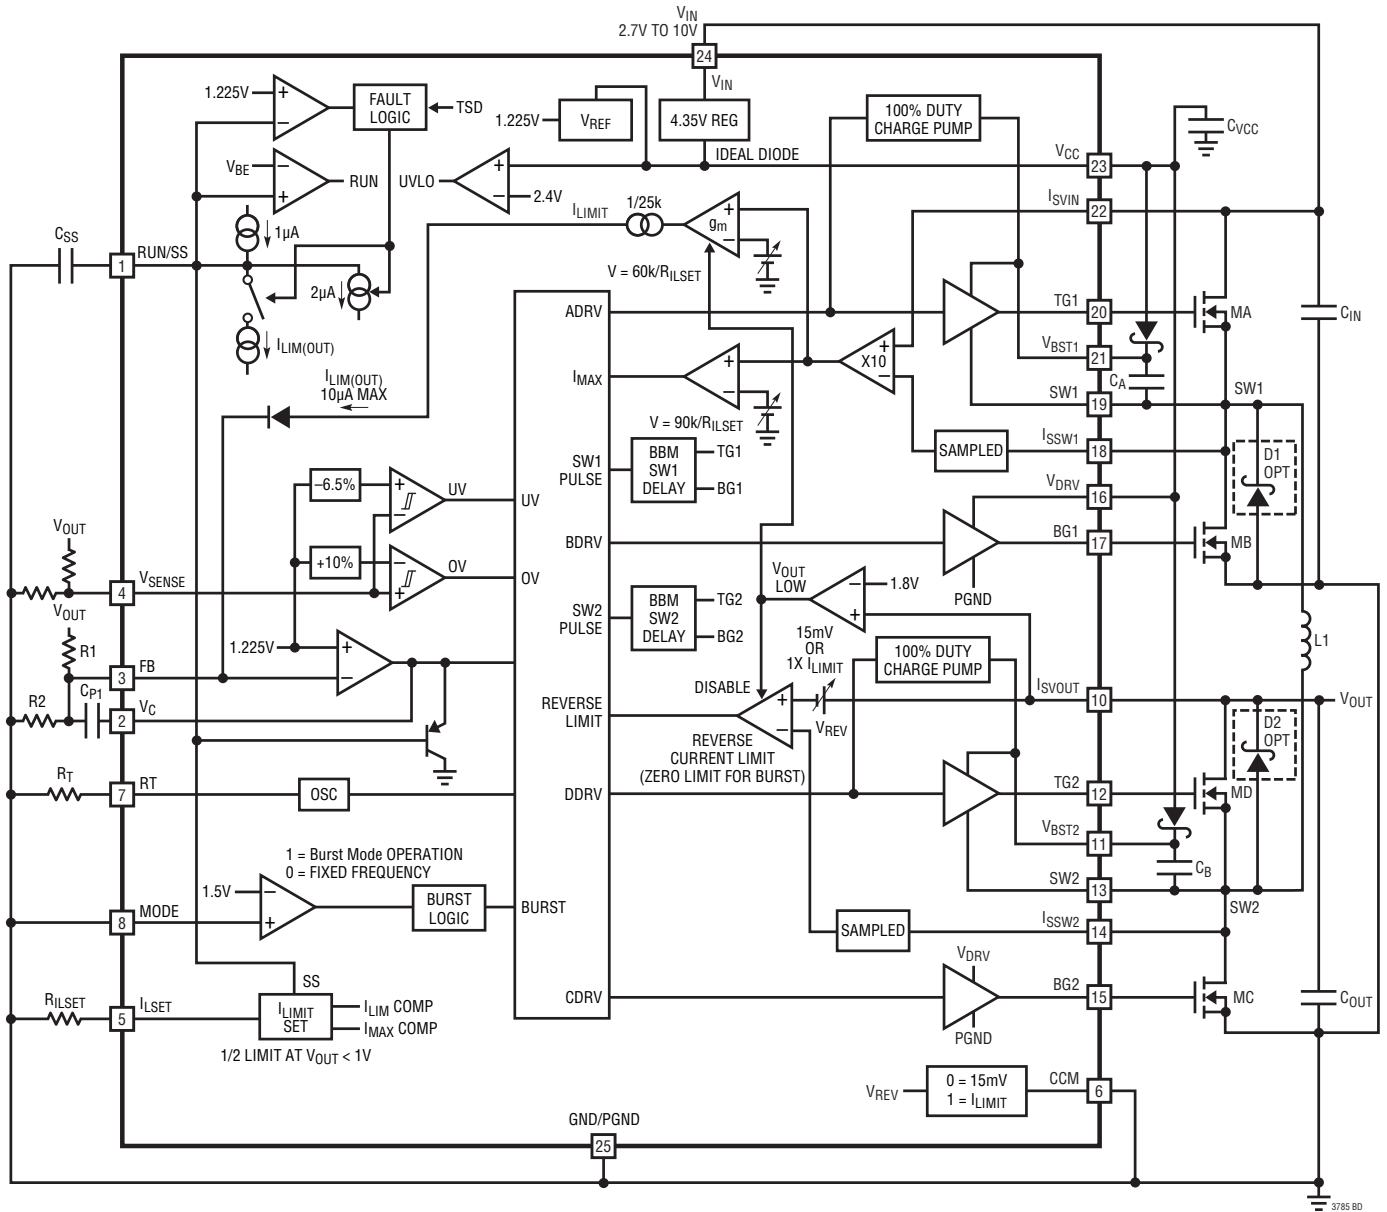 VIN
2.7V TO 10V
24
VIN
1.225V
+
−
FAULT
LOGIC
TSD
1.225V
VREF
4.35V REG
100% DUTY
CHARGE PUMP
CVCC
VBE
−
+
RUN
UVLO
+
−
2.4V
IDEAL DIODE
VCC
23
1µA
ILIMIT
1/25k
gm
+
−
ISVIN
22
CSS
RUN/SS
1
2µA
V = 60k/RILSET
ILIM(OUT)
ADRV
TG1
20
MA
CIN
VBST1
21
IMAX
+
−
X10
+
−
CA
SW1
19
SW1
ILIM(OUT)
10µA MAX
V = 90k/RILSET
SW1
PULSE
BBM
SW1
DELAY
TG1
BG1
SAMPLED
ISSW1
18
D1
OPT
−6.5%
+
−
UV
UV
VDRV
16
BDRV
BG1
17
MB
PGND
VOUT
VSENSE
4
+10%
−
+
OV
OV
VOUT
LOW
−
+
1.8V
SW2
PULSE
BBM
SW2
DELAY
TG2
BG2
VOUT
R1
1.225V
+
−
FB
3
15mV
OR
1X ILIMIT
100% DUTY
CHARGE PUMP
L1
R2
CP1
VC
2
DISABLE
REVERSE
LIMIT
+
−
VREV
ISVOUT
10
VOUT
REVERSE
CURRENT LIMIT
(ZERO LIMIT FOR BURST)
D2
OPT
RT
RT
7
OSC
DDRV
TG2
12
MD
VBST2
11
CB
1 = Burst Mode OPERATION
0 = FIXED FREQUENCY
1.5V
−
+
MODE
8
BURST
LOGIC
BURST
SW2
13
SW2
SAMPLED
ISSW2
14
SS
RILSET
ILSET
5
ILIMIT
SET
ILIM COMP
IMAX COMP
1/2 LIMIT AT VOUT < 1V
CDRV
VDRV
PGND
BG2
15
MC
COUT
VREV
0 = 15mV
1 = ILIMIT
CCM
6
GND/PGND
25
3785 BD